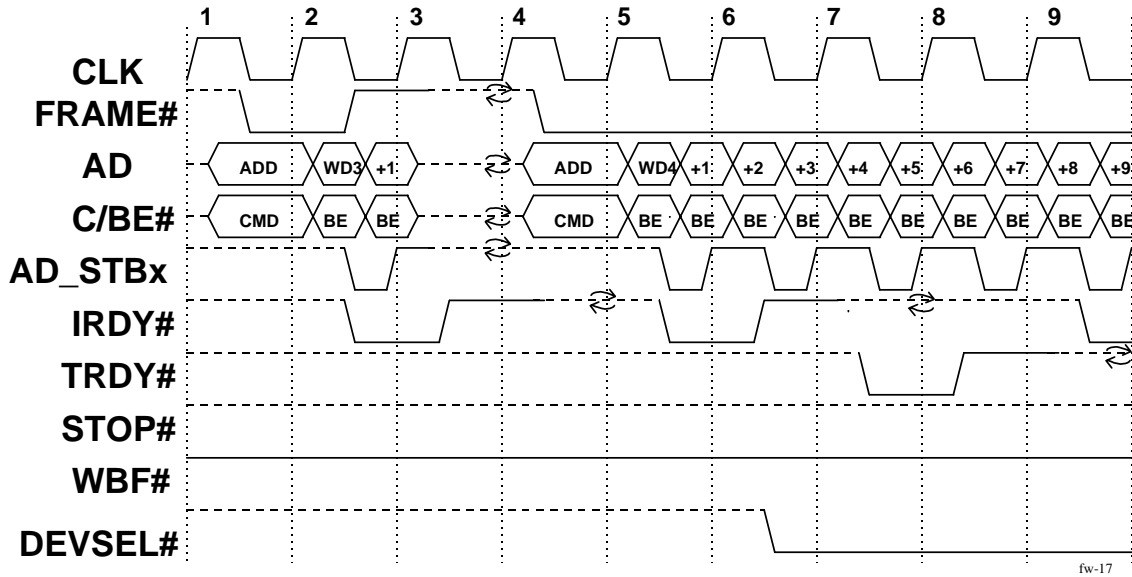 1 2 3 4 5 6 7 8 9
CLK
FRAME#
AD ADD WD3 +1 ADD WD4 +1 +2 +3 +4 +5 +6 +7 +8 +9
C/BE# CMD BE BE CMD BE BE BE BE BE BE BE BE BE BE
AD_STBx
IRDY#
TRDY#
STOP#
WBF#
DEVSEL#
fw-17